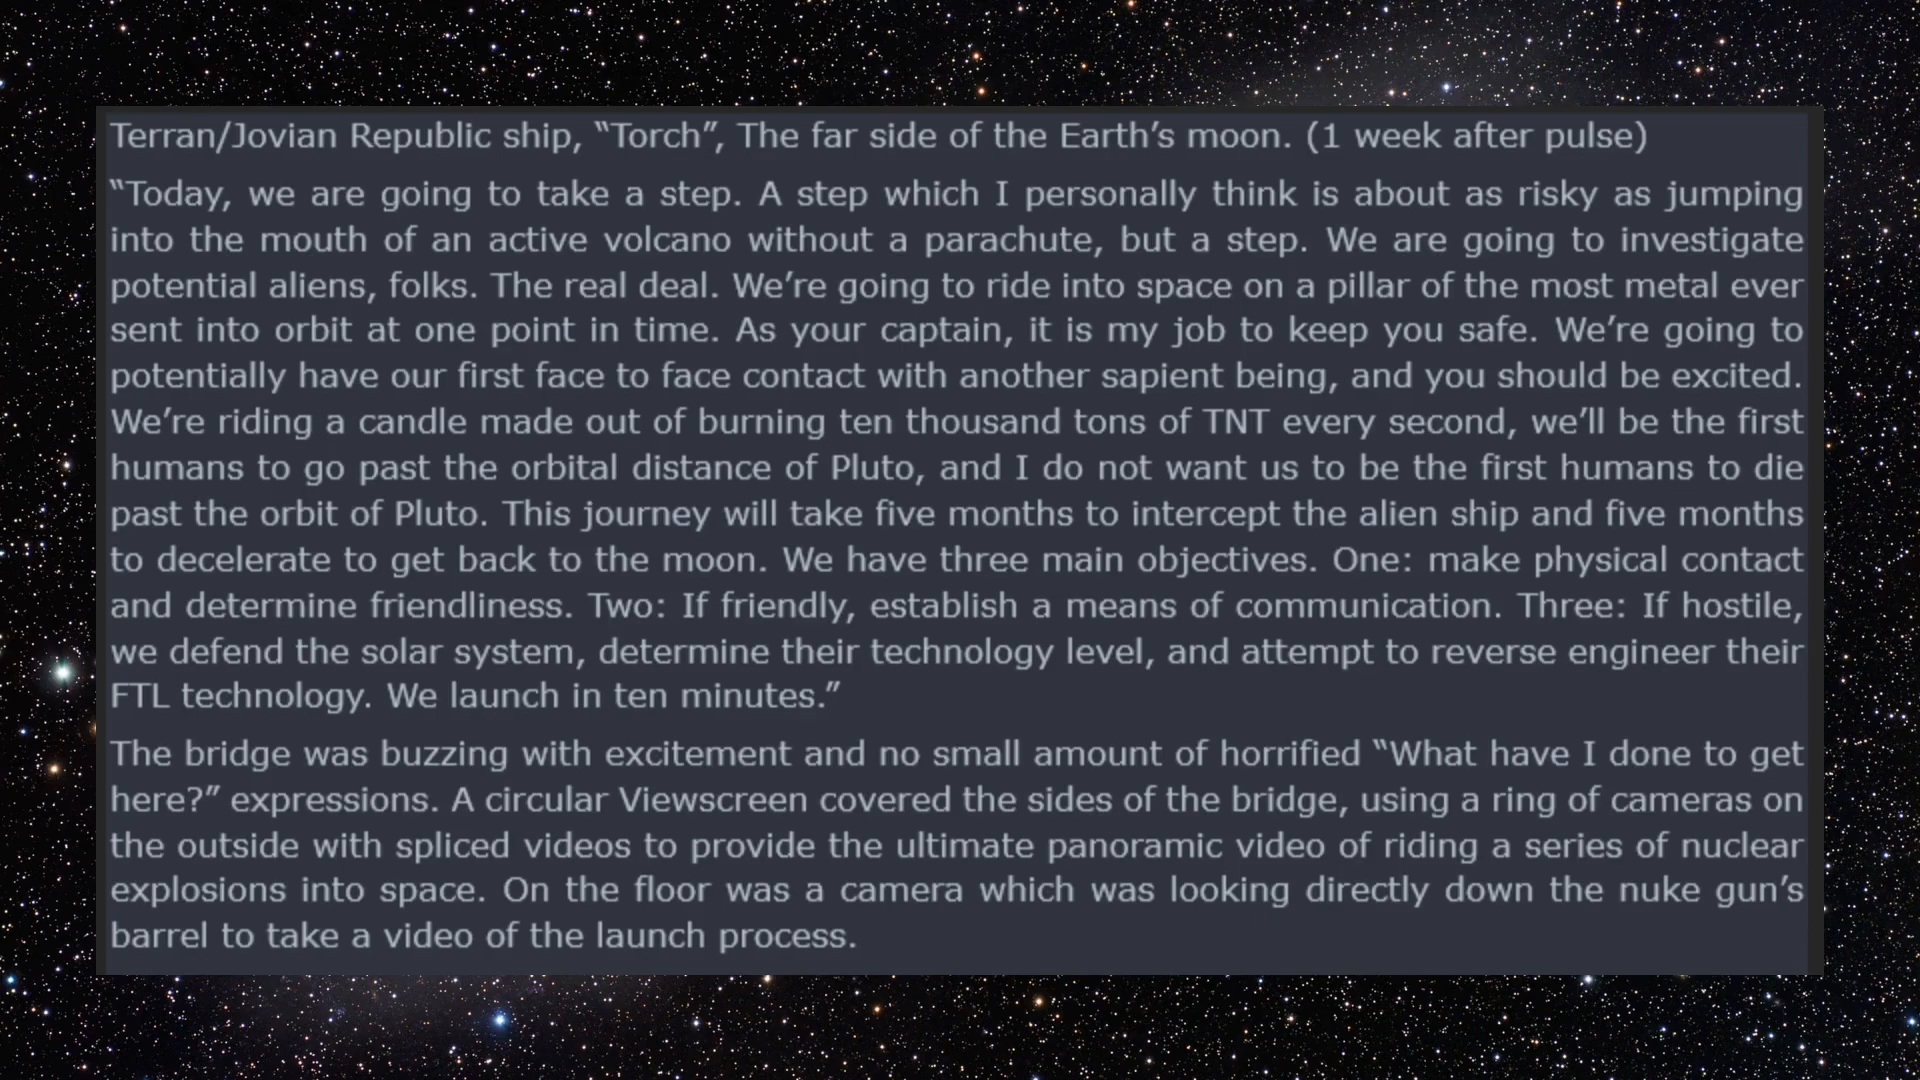 Terran/Jovian Republic ship, “Torch”, The far side of the Earth’s moon. (1 week after pulse)
“Today, we are going to take a step. A step which I personally think is about as risky as jumping
into the mouth of an active volcano without a parachute, but a step. We are going to investigate
potential aliens, folks. The real deal. We’re going to ride into space on a pillar of the most metal ever
sent into orbit at one point in time. As your captain, it is my job to keep you safe. We’re going to
potentially have our first face to face contact with another sapient being, and you should be excited.
We’re riding a candle made out of burning ten thousand tons of TNT every second, we’ll be the first
humans to go past the orbital distance of Pluto, and I do not want us to be the first humans to die
past the orbit of Pluto. This journey will take five months to intercept the alien ship and five months
to decelerate to get back to the moon. We have three main objectives. One: make physical contact
and determine friendliness. Two: If friendly, establish a means of communication. Three: If hostile,
we defend the solar system, determine their technology level, and attempt to reverse engineer their
FTL technology. We launch in ten minutes.”
The bridge was buzzing with excitement and no small amount of horrified “What have I done to get
here?” expressions. A circular Viewscreen covered the sides of the bridge, using a ring of cameras on
the outside with spliced videos to provide the ultimate panoramic video of riding a series of nuclear
explosions into space. On the floor was a camera which was looking directly down the nuke gun’s
barrel to take a video of the launch process.